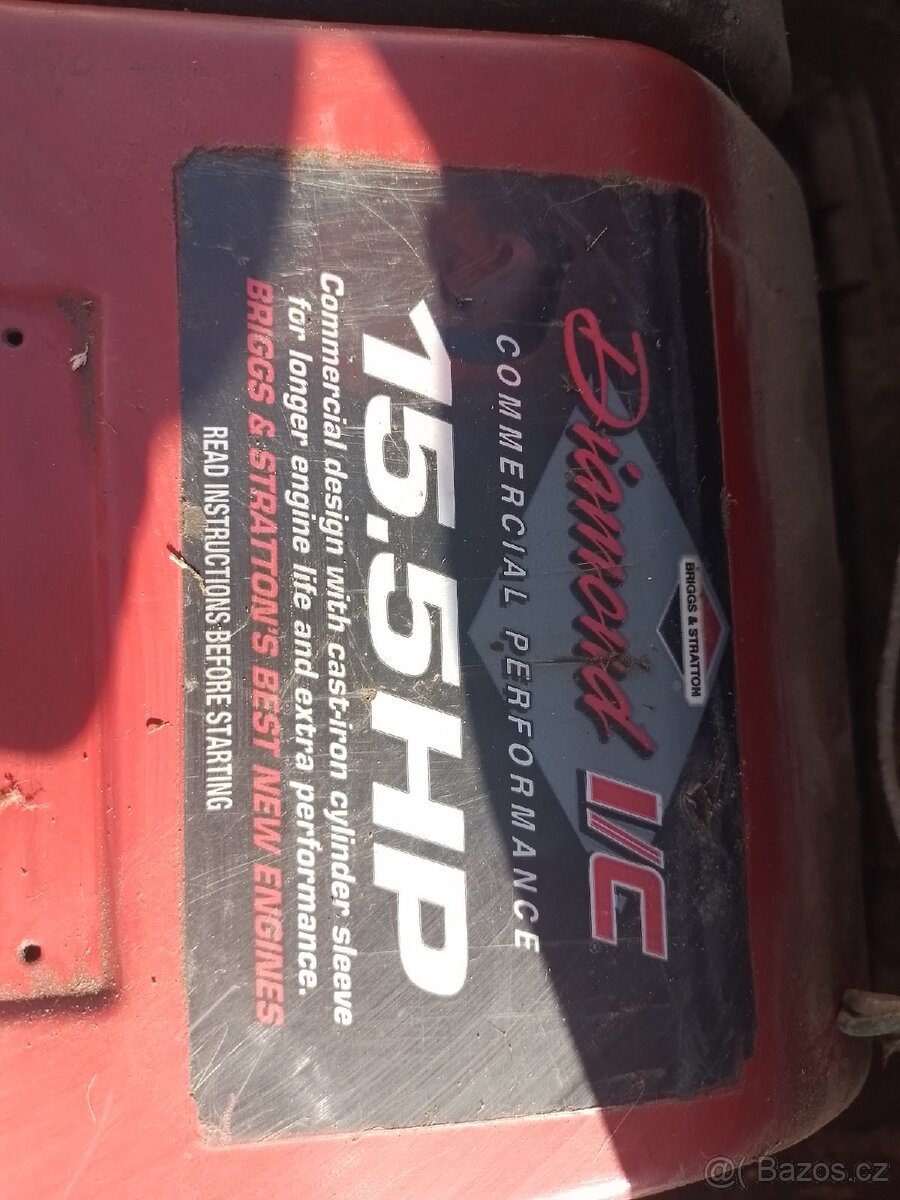 BRIGGS & STRATTON
Diamond I/C
COMMERCIAL PERFORMANCE
15.5HP
Commercial design with cast-iron cylinder sleeve
for longer engine life and extra performance.
BRIGGS & STRATTON'S BEST NEW ENGINES
READ INSTRUCTIONS BEFORE STARTING
@( Bazos.cz